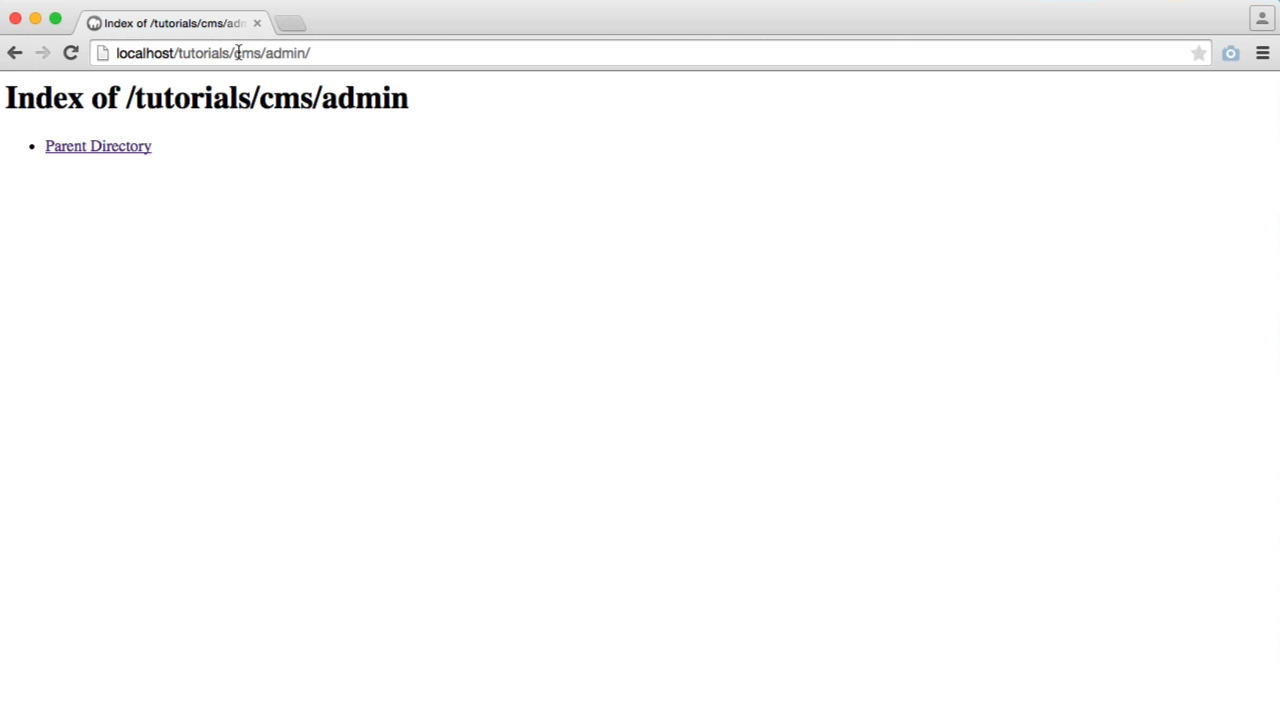 Index of /tutorials/cms/adm
localhost/tutorials/cms/admin/
Index of /tutorials/cms/admin
Parent Directory